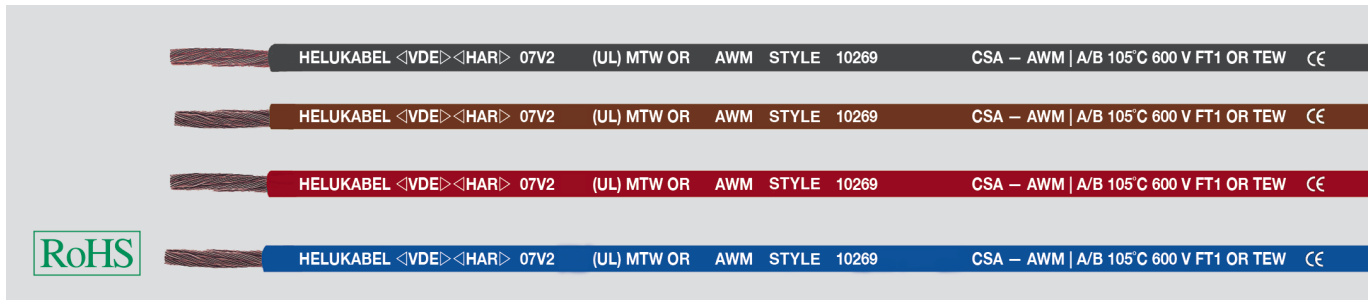 HELUKABEL ◁VDE▷◁HAR▷ 07V2 (UL) MTW OR AWM STYLE 10269 CSA – AWM | A/B 105°C 600 V FT1 OR TEW CE
HELUKABEL ◁VDE▷◁HAR▷ 07V2 (UL) MTW OR AWM STYLE 10269 CSA – AWM | A/B 105°C 600 V FT1 OR TEW CE
HELUKABEL ◁VDE▷◁HAR▷ 07V2 (UL) MTW OR AWM STYLE 10269 CSA – AWM | A/B 105°C 600 V FT1 OR TEW CE
RoHS
HELUKABEL ◁VDE▷◁HAR▷ 07V2 (UL) MTW OR AWM STYLE 10269 CSA – AWM | A/B 105°C 600 V FT1 OR TEW CE